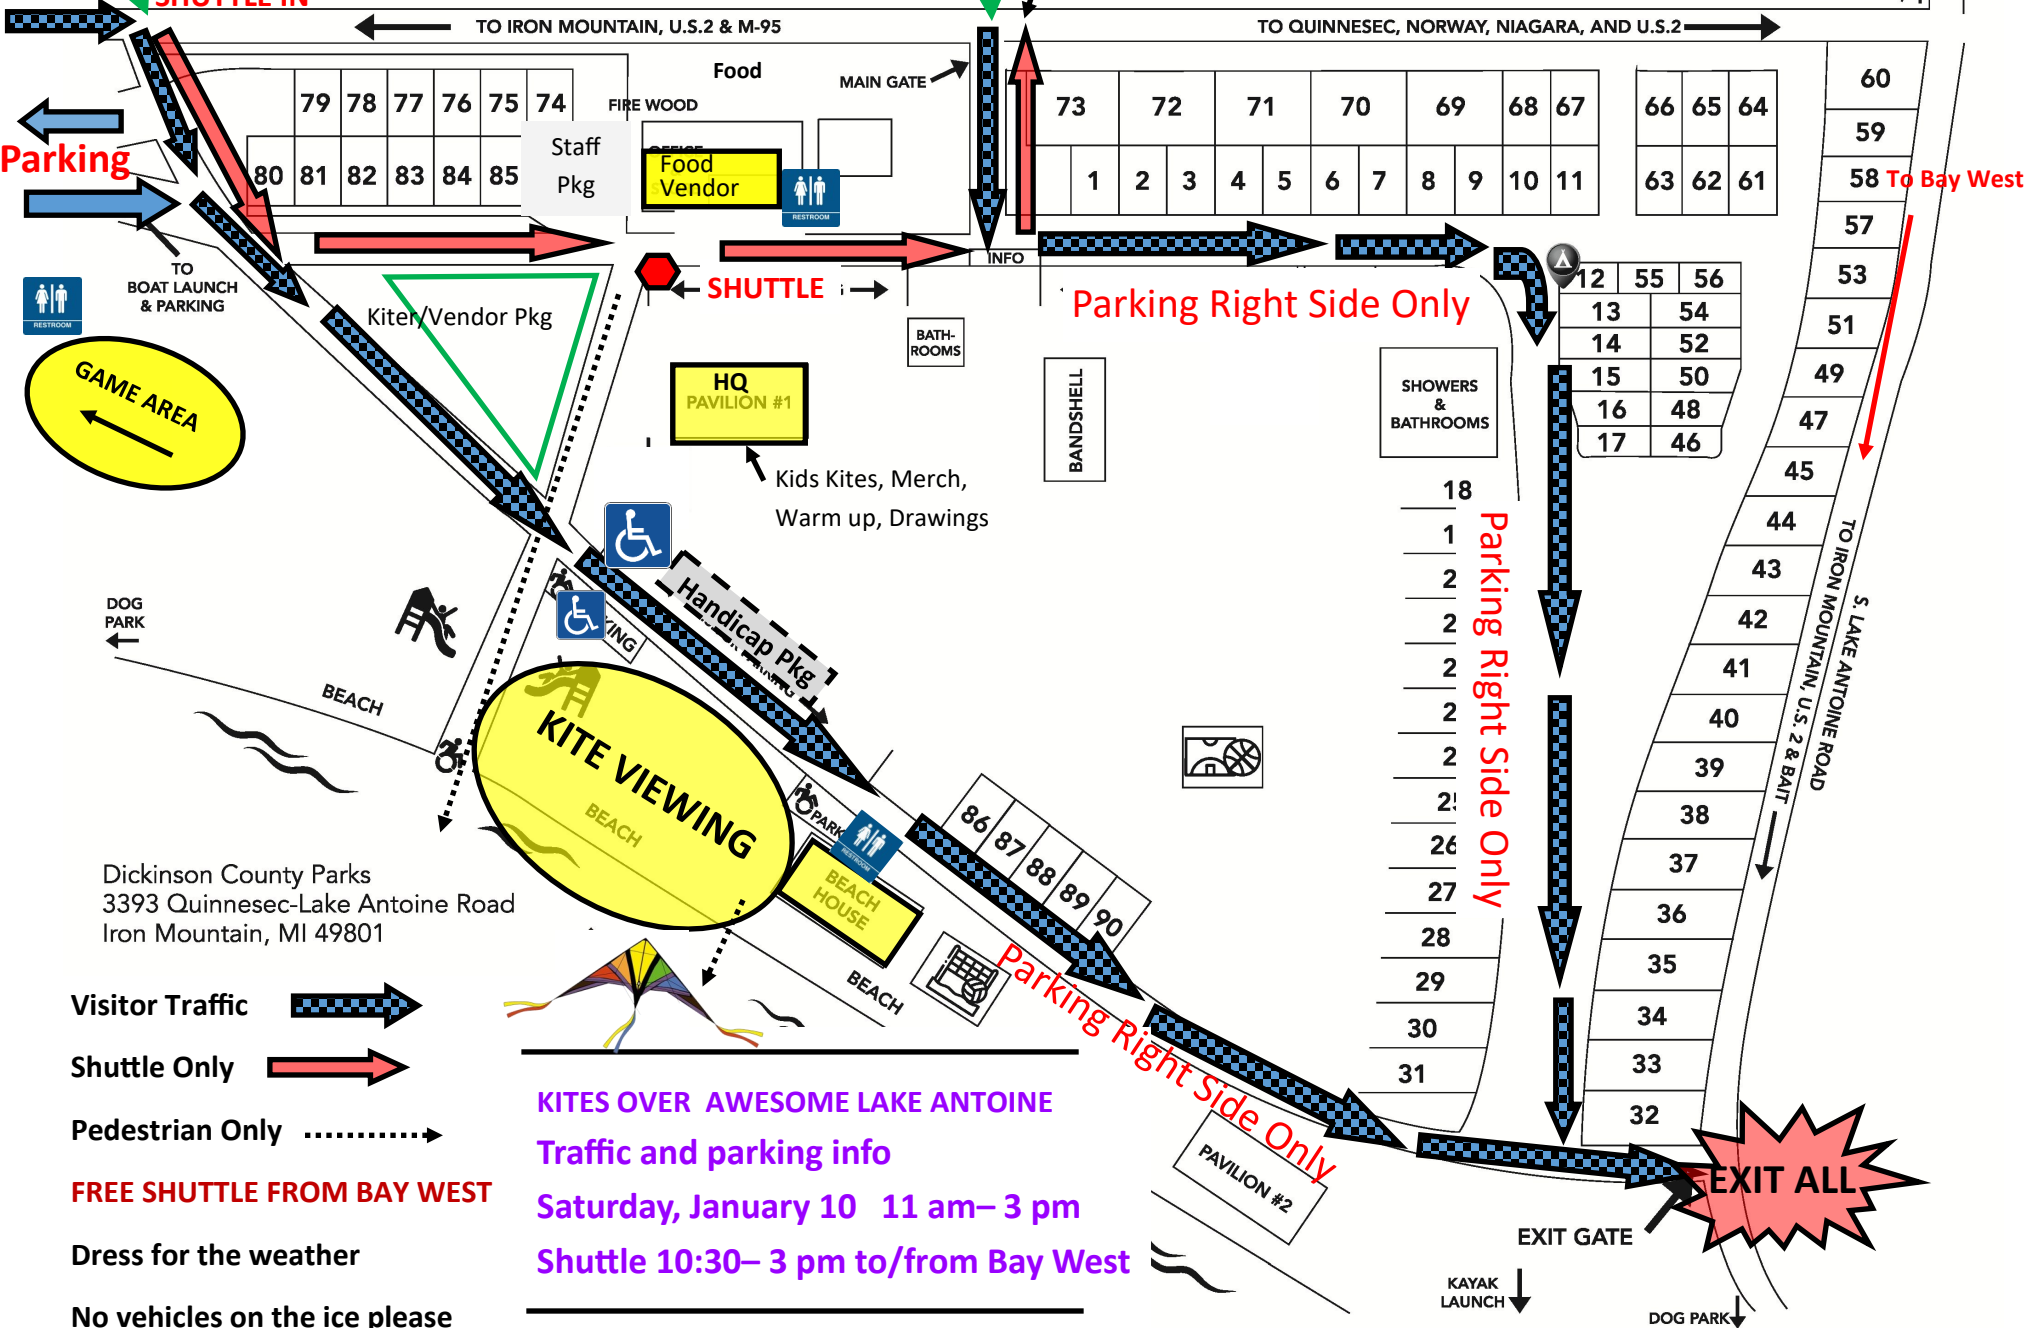 SHUTTLE IN
TO IRON MOUNTAIN, U.S.2 & M-95
TO QUINNESEC, NORWAY, NIAGARA, AND U.S.2
Food
MAIN GATE
FIRE WOOD
79 78 77 76 75 74
80 81 82 83 84 85
Staff
Pkg
Food
Vendor
RESTROOM
Parking
73 72 71 70 69 68 67
66 65 64
1 2 3 4 5 6 7 8 9 10 11
63 62 61
60
59
58
To Bay West
57
53
51
49
47
45
44
43
42
41
40
39
38
37
36
35
34
33
32
INFO
TO
BOAT LAUNCH
& PARKING
RESTROOM
SHUTTLE
Kiter/Vendor Pkg
Parking Right Side Only
12 55 56
13 54
14 52
15 50
16 48
17 46
BATH-
ROOMS
GAME AREA
HQ
PAVILION #1
BANDSHELL
SHOWERS
&
BATHROOMS
Kids Kites, Merch,
Warm up, Drawings
18
1
2
2
2
2
2
2
26
27
28
29
30
31
Parking Right Side Only
TO IRON MOUNTAIN, U.S. 2 & BAIT
S. LAKE ANTOINE ROAD
Handicap Pkg
DOG
PARK
BEACH
KITE VIEWING
BEACH
PARK
RESTROOM
BEACH
HOUSE
86 87 88 89 90
BEACH
Parking Right Side Only
PAVILION #2
EXIT ALL
EXIT GATE
KAYAK
LAUNCH
DOG PARK
Dickinson County Parks
3393 Quinnesec-Lake Antoine Road
Iron Mountain, MI 49801
Visitor Traffic
Shuttle Only
Pedestrian Only
FREE SHUTTLE FROM BAY WEST
Dress for the weather
No vehicles on the ice please
KITES OVER AWESOME LAKE ANTOINE
Traffic and parking info
Saturday, January 10 11 am– 3 pm
Shuttle 10:30– 3 pm to/from Bay West